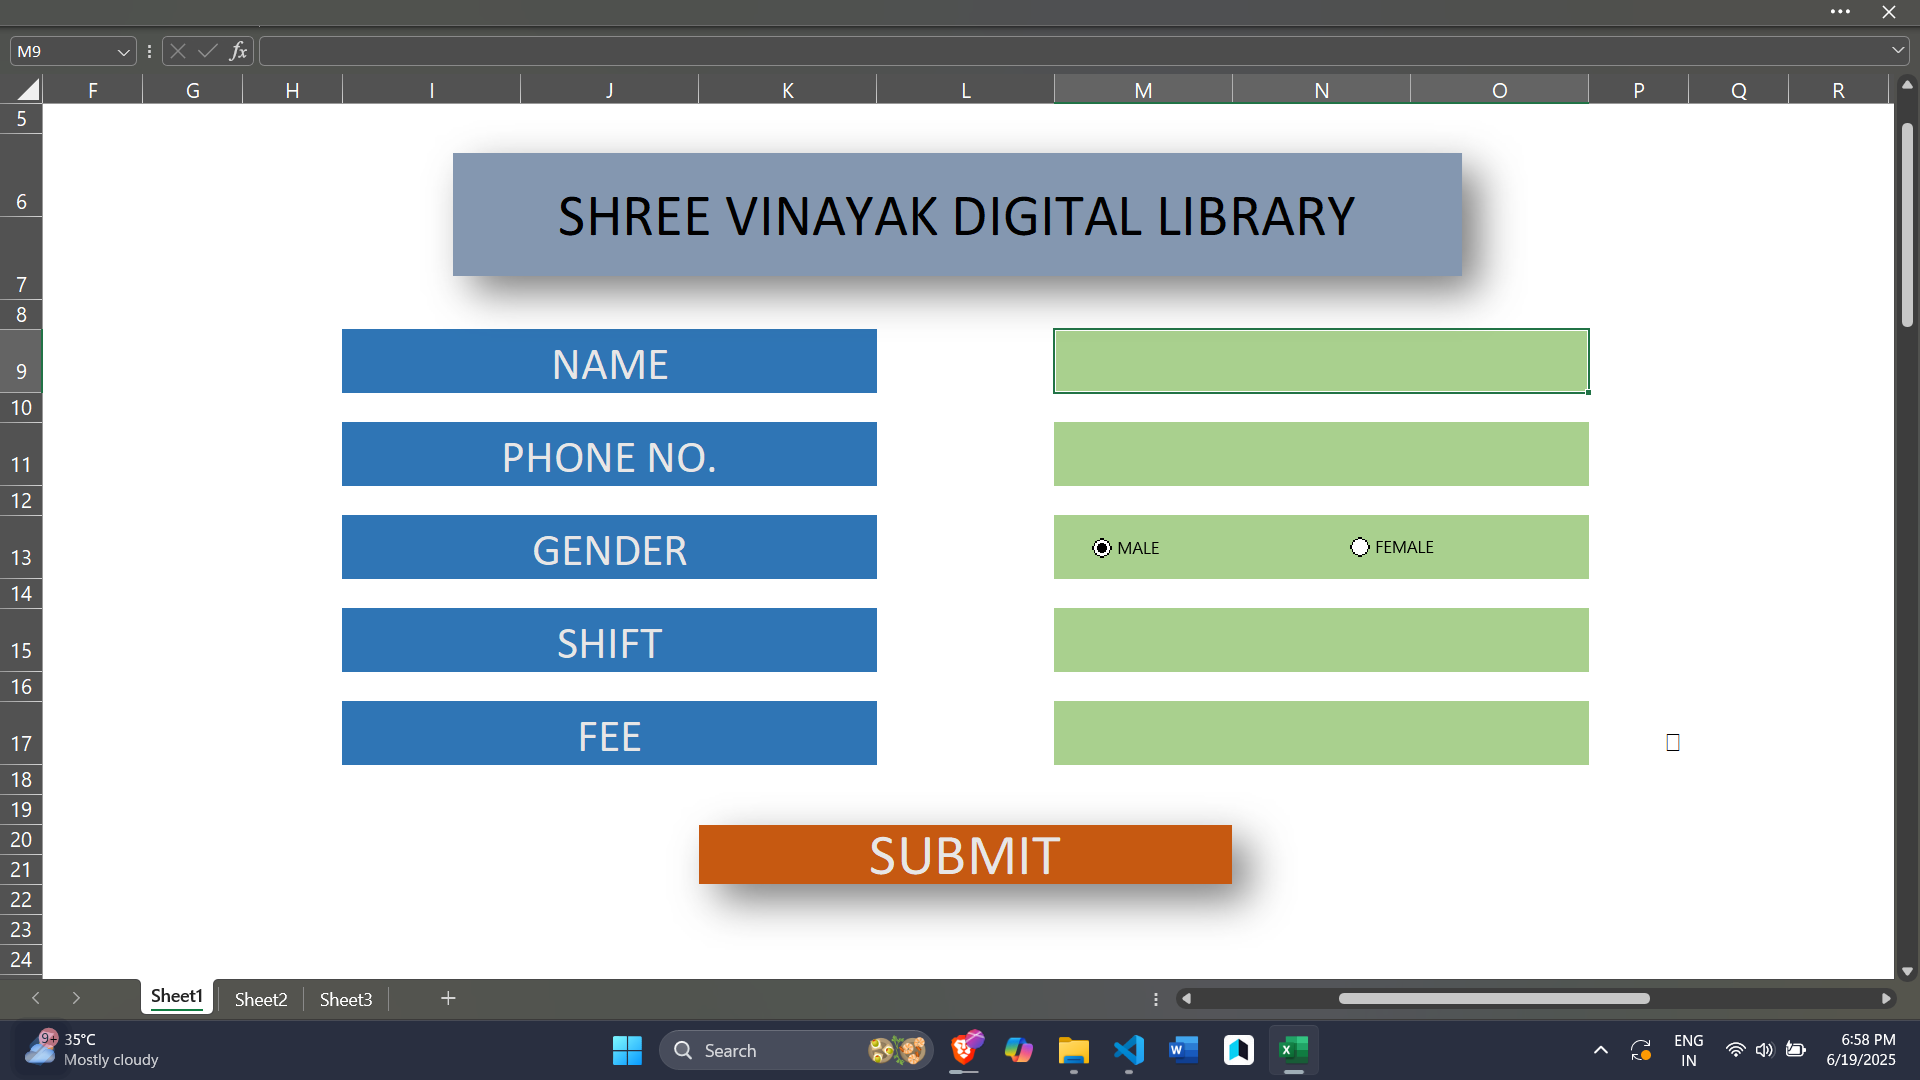 M9
fx
F G H I J K L M N O P Q R
5
6
SHREE VINAYAK DIGITAL LIBRARY
7
8
9
NAME
10
11
PHONE NO.
12
13
GENDER
MALE
FEMALE
14
15
SHIFT
16
17
FEE
18
19
20
SUBMIT
21
22
23
24
Sheet1 Sheet2 Sheet3
9+
35°C
Mostly cloudy
Search
ENG
IN
6:58 PM
6/19/2025